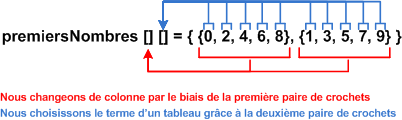 premiersNombres [] [] = { {0, 2, 4, 6, 8}, {1, 3, 5, 7, 9} }
Nous changeons de colonne par le biais de la première paire de crochets
Nous choisissons le terme d'un tableau grâce à la deuxième paire de crochets